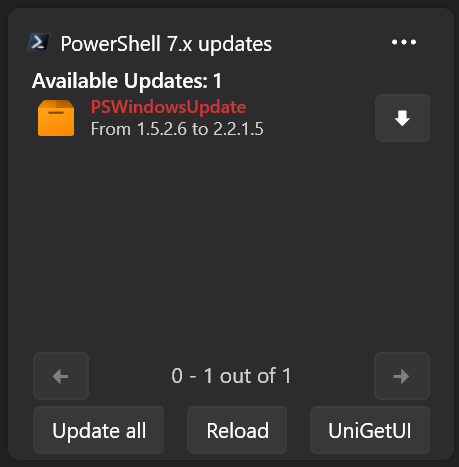 PowerShell 7.x updates
Available Updates: 1
PSWindowsUpdate
From 1.5.2.6 to 2.2.1.5
0 - 1 out of 1
Update all
Reload
UniGetUI